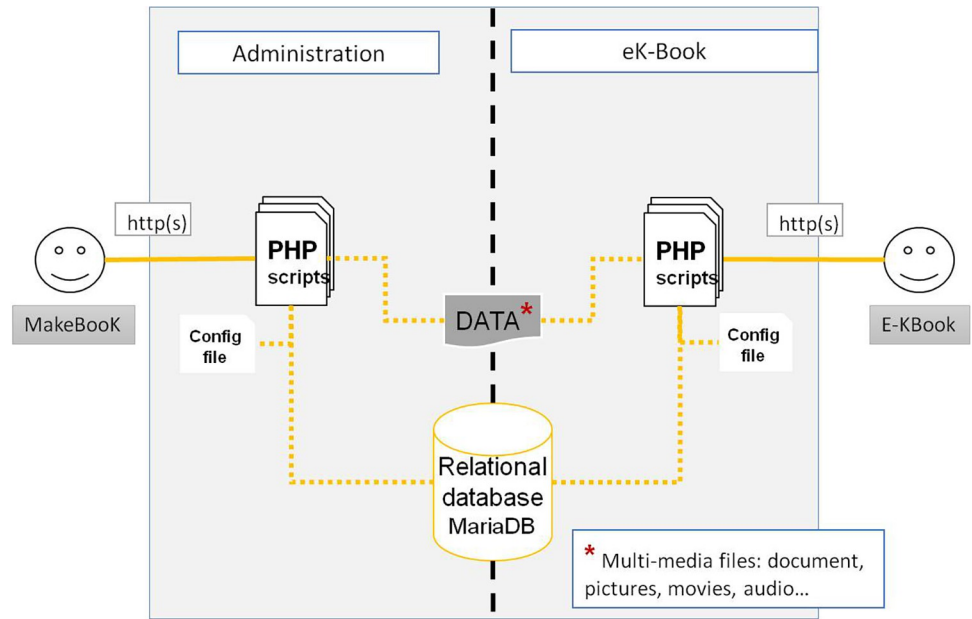 Administration
eK-Book
http(s)
http(s)
PHP
scripts
PHP
scripts
MakeBooK
DATA*
E-KBook
Config
file
Config
file
Relational
database
MariaDB
* Multi-media files: document,
pictures, movies, audio...